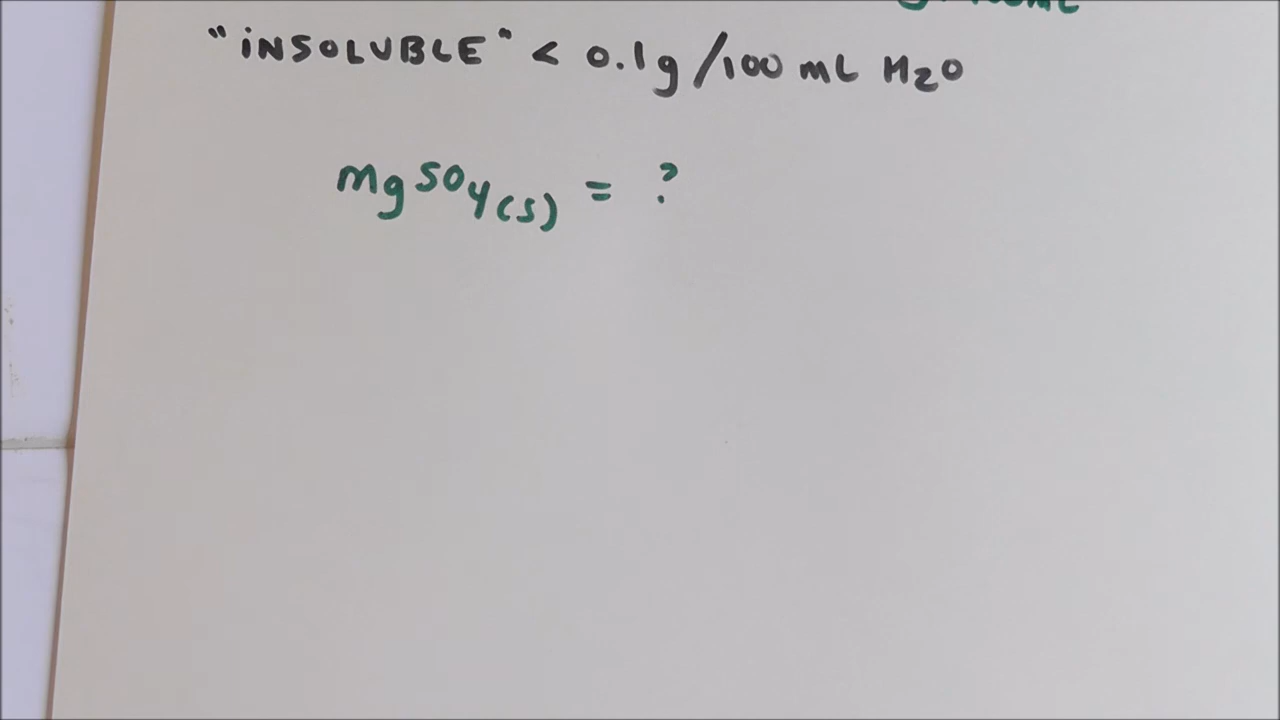 "INSOLUBLE" < 0.1g/100 mL H2O
MgSO4(s) = ?